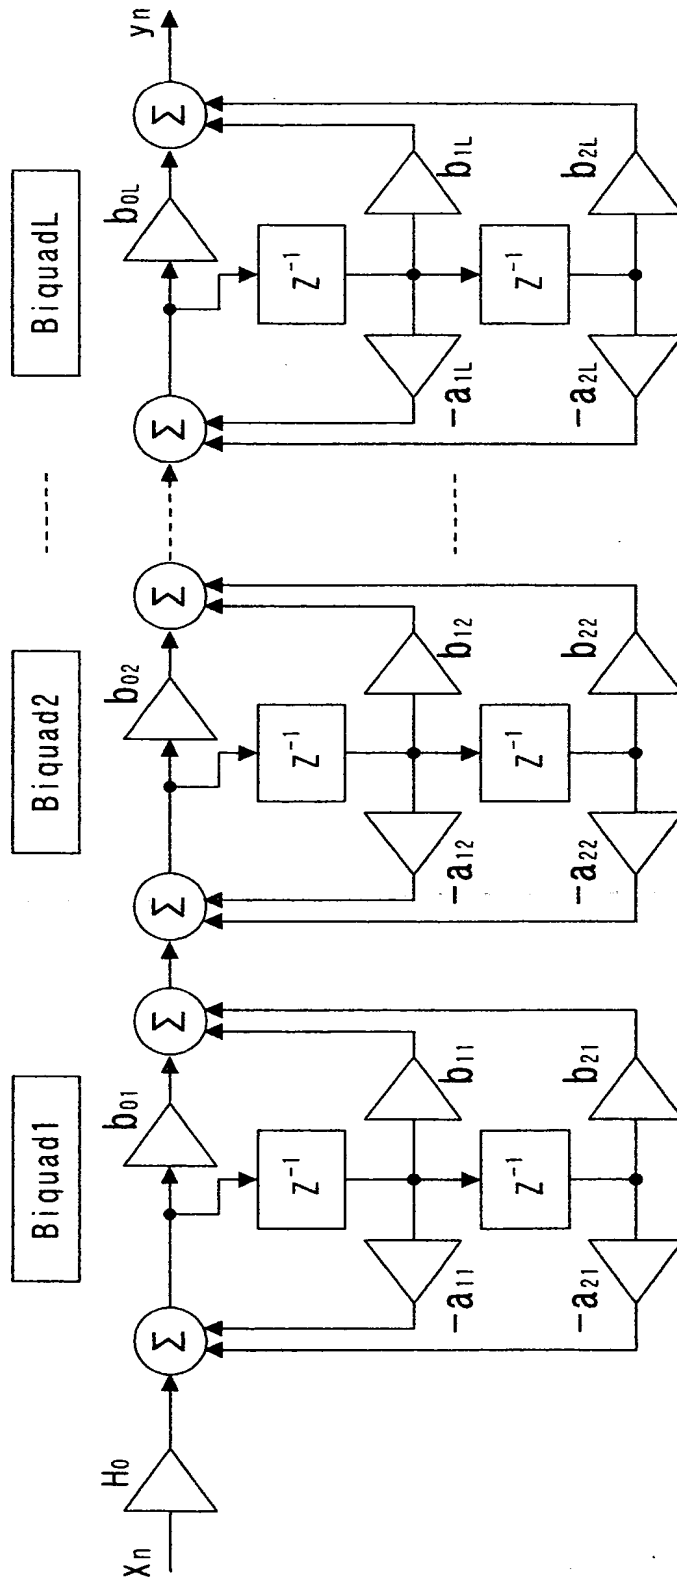 Biquad1
Biquad2
------
BiquadL
Xn
H0
Σ
b01
Σ
Σ
b02
Σ
Σ
b0L
Σ
yn
Z⁻¹
Z⁻¹
Z⁻¹
-a11
b11
-a12
b12
------
-a1L
b1L
Z⁻¹
Z⁻¹
Z⁻¹
-a21
b21
-a22
b22
-a2L
b2L